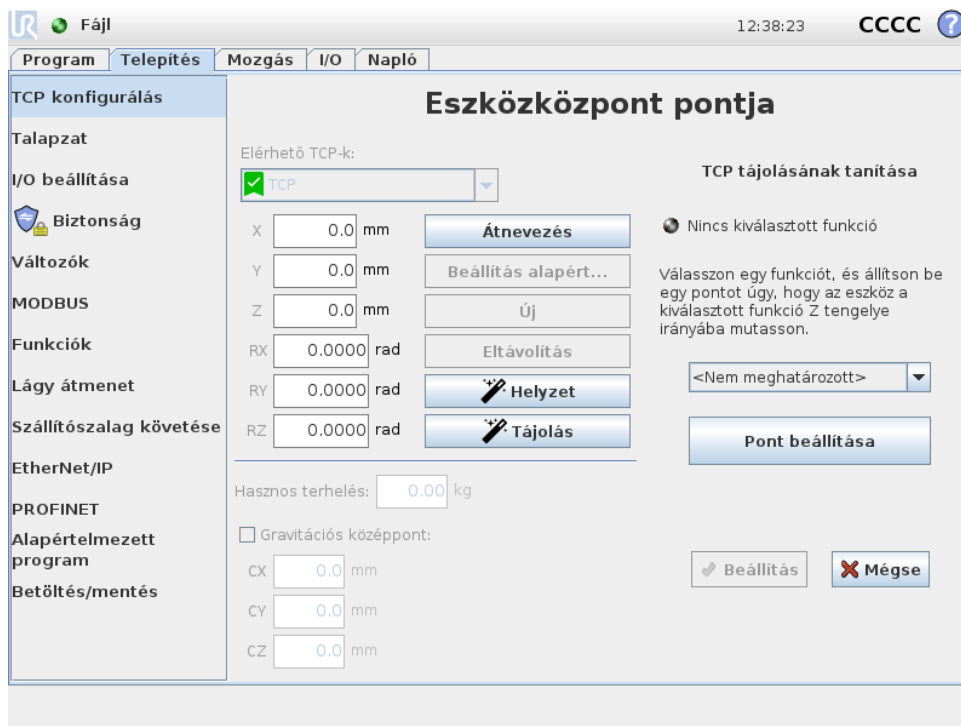 UR Fájl 12:38:23 CCCC ?
Program Telepítés Mozgás I/O Napló
TCP konfigurálás
Talapzat
I/O beállítása
Biztonság
Változók
MODBUS
Funkciók
Lágy átmenet
Szállítószalag követése
EtherNet/IP
PROFINET
Alapértelmezett
program
Betöltés/mentés
Eszközközpont pontja
Elérhető TCP-k:
TCP
X 0.0 mm Átnevezés
Y 0.0 mm Beállítás alapért...
Z 0.0 mm Új
RX 0.0000 rad Eltávolítás
RY 0.0000 rad Helyzet
RZ 0.0000 rad Tájolás
Hasznos terhelés: 0.00 kg
Gravitációs középpont:
CX 0.0 mm
CY 0.0 mm
CZ 0.0 mm
TCP tájolásának tanítása
Nincs kiválasztott funkció
Válasszon egy funkciót, és állítson be
egy pontot úgy, hogy az eszköz a
kiválasztott funkció Z tengelye
irányába mutasson.
<Nem meghatározott>
Pont beállítása
Beállítás Mégse